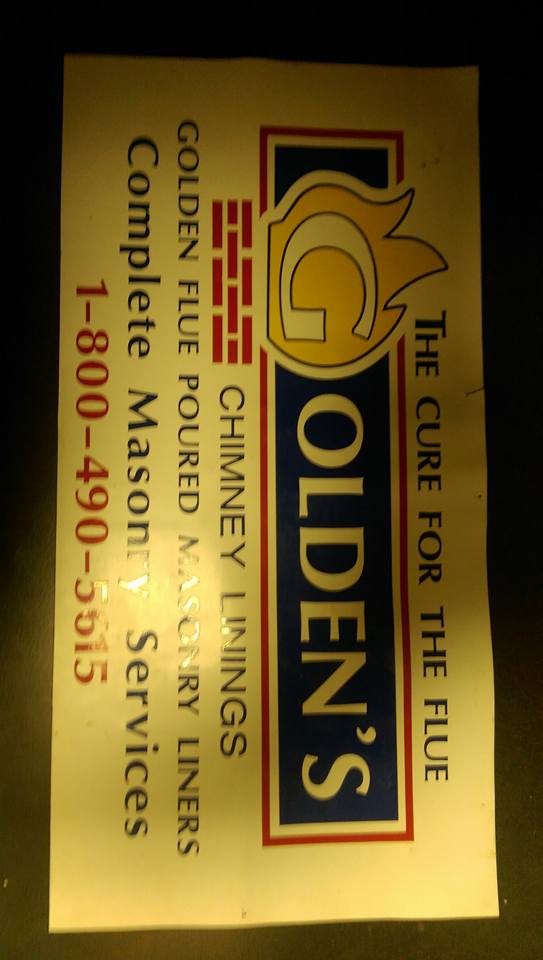 THE CURE FOR THE FLUE
GOLDEN'S
CHIMNEY LININGS
GOLDEN FLUE POURED MASONRY LINERS
Complete Masonry Services
1-800-490-5615